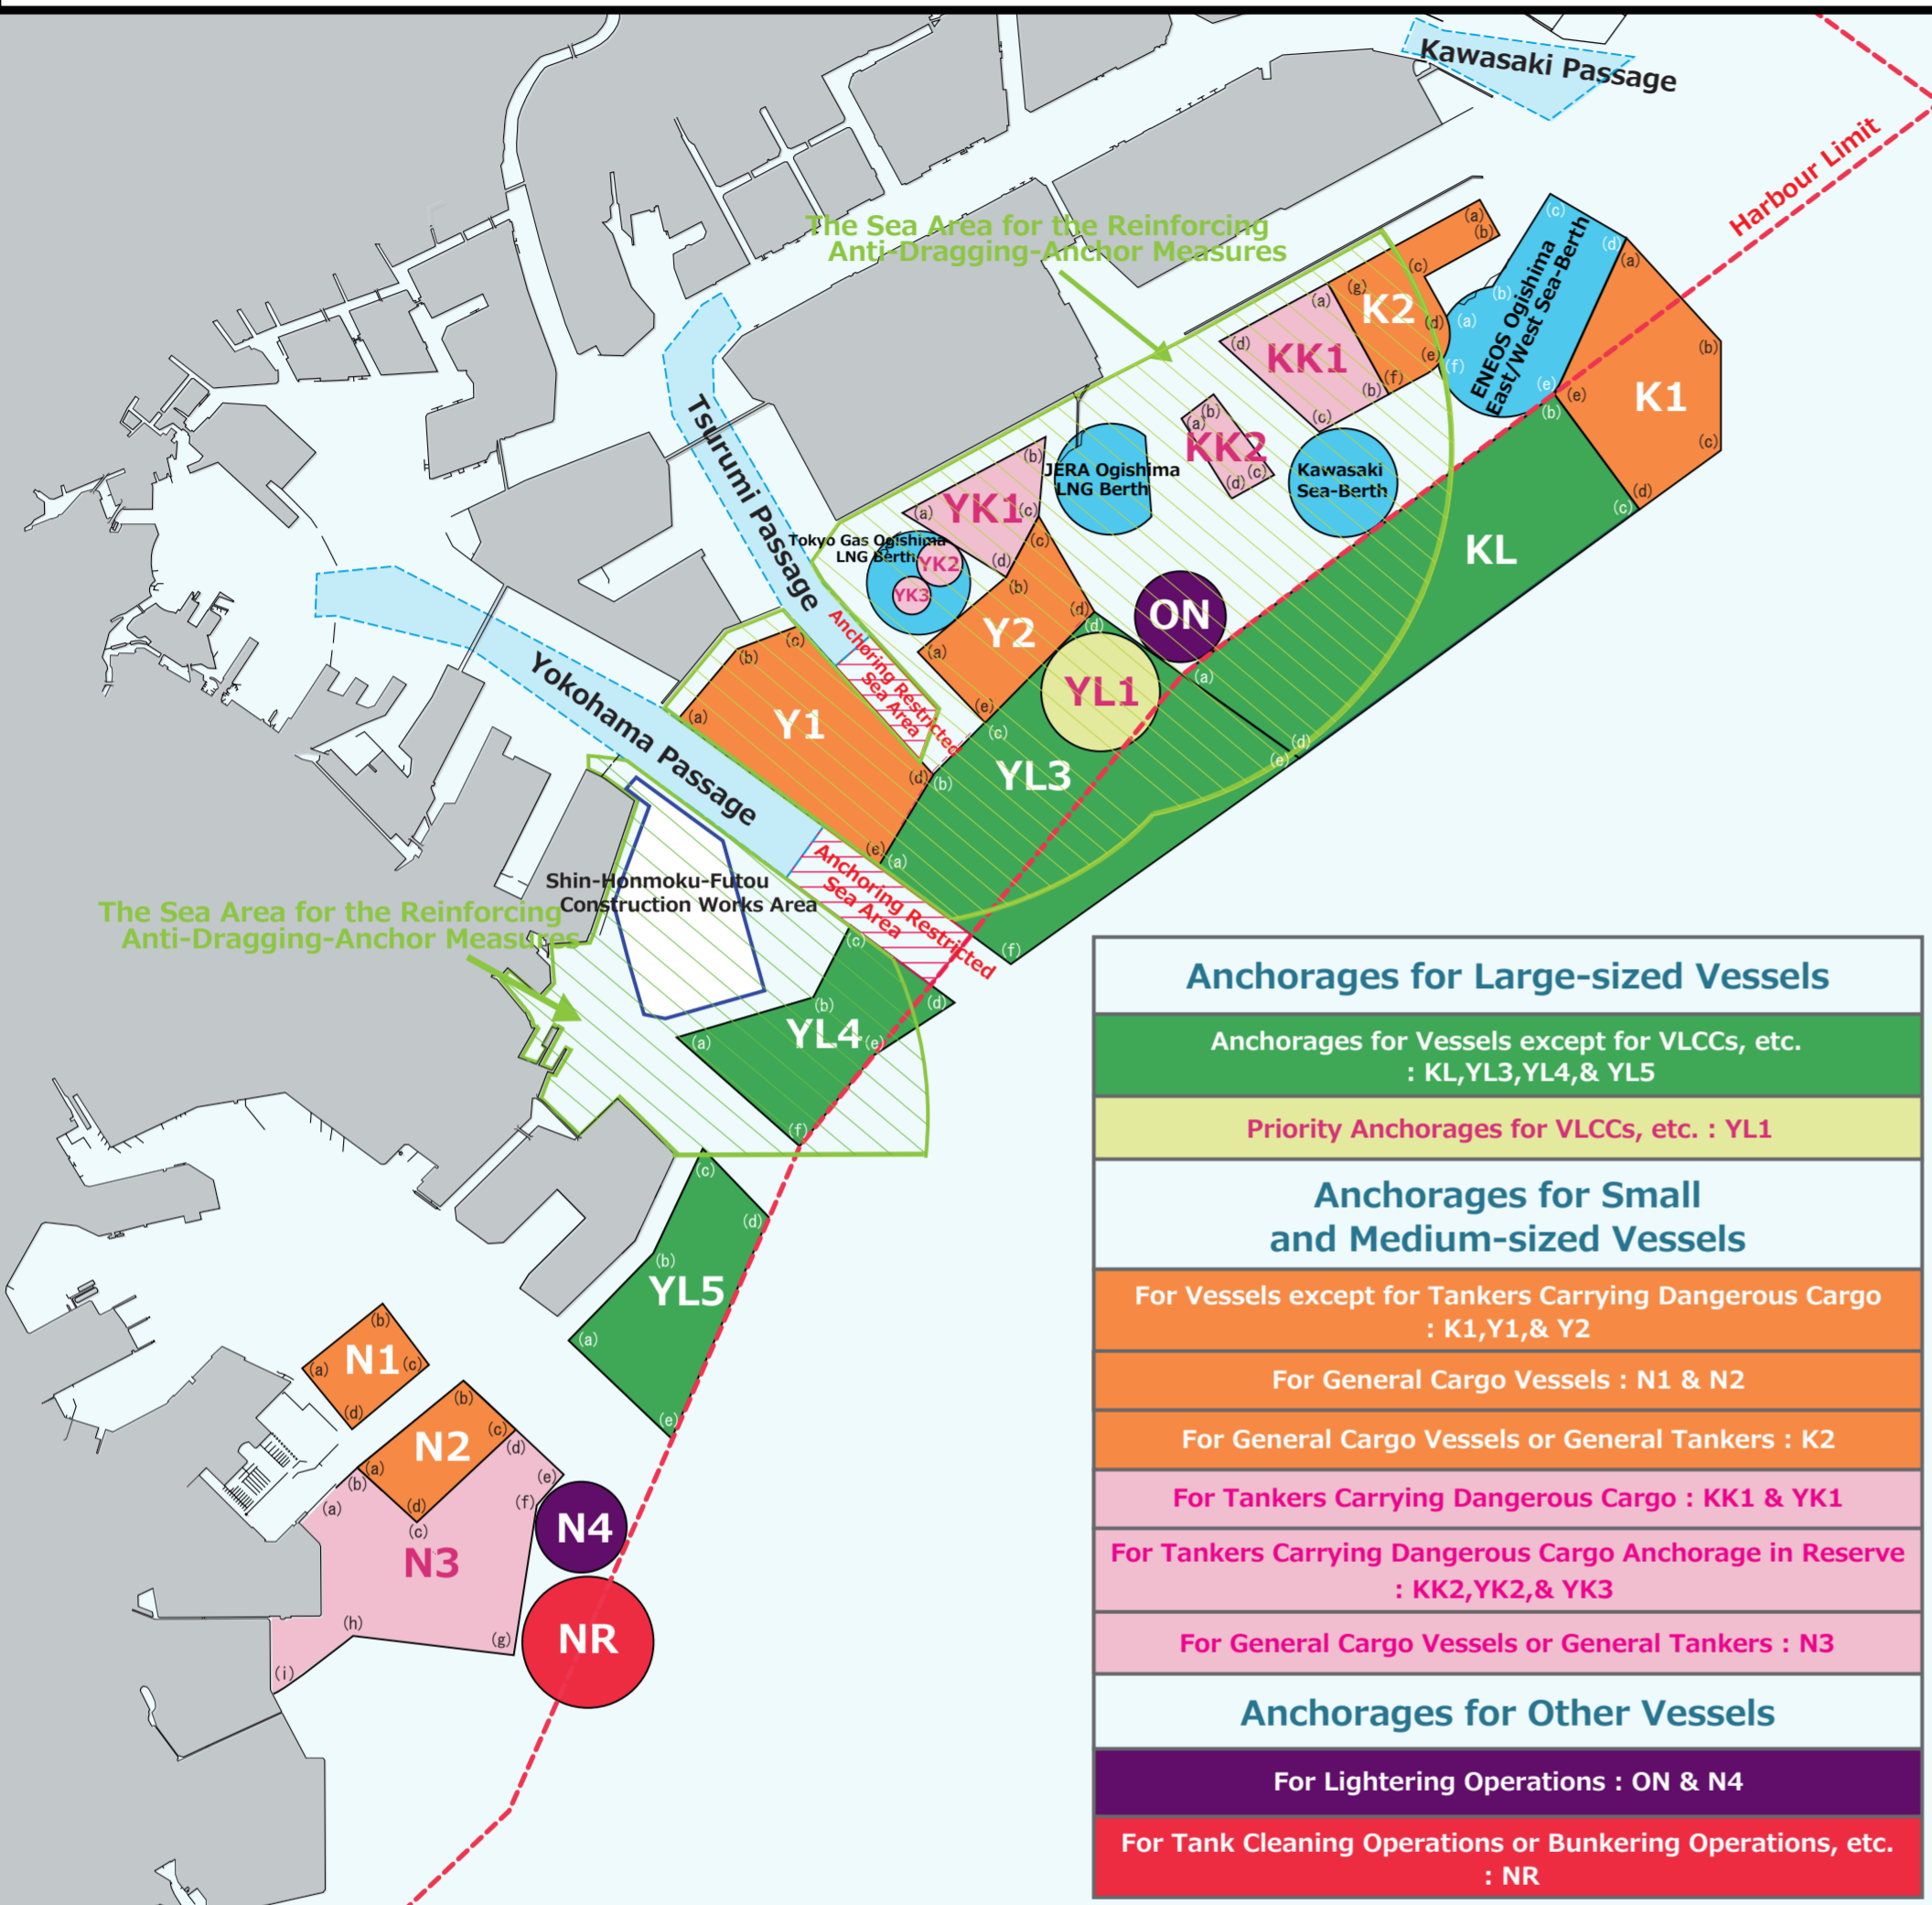 Kawasaki Passage
Harbour Limit
The Sea Area for the Reinforcing
Anti-Dragging-Anchor Measures
(a)
(b)
(c)
(g)
K2
(d)
(e)
(f)
(c)
(d)
(b)
(a)
(f)
(e)
ENEOS Ogishima
East/West Sea-Berth
(a)
(b)
K1
(e)
(c)
(d)
(a)
(d)
KK1
(b)
(c)
(b)
(a)
KK2
(c)
(d)
Kawasaki
Sea-Berth
JERA Ogishima
LNG Berth
(b)
(a)
YK1
(c)
(d)
Tokyo Gas Ogishima
LNG Berth
YK2
YK3
Tsurumi Passage
(c)
(b)
(d)
Y2
(a)
(e)
ON
(b)
(c)
KL
(a)
(d)
YL1
(d)
(c)
YL3
(b)
(e)
(a)
(f)
Anchoring Restricted
Sea Area
(c)
(b)
(a)
Y1
(d)
(e)
Yokohama Passage
Anchoring Restricted
Sea Area
Shin-Honmoku-Futou
Construction Works Area
The Sea Area for the Reinforcing
Anti-Dragging-Anchor Measures
(c)
(b)
(d)
YL4
(a)
(e)
(f)
(c)
(d)
(b)
YL5
(a)
(e)
(b)
(a)
N1
(c)
(d)
(b)
(c)
N2
(a)
(d)
(d)
(e)
(b)
(a)
(f)
(c)
N3
(h)
(g)
(i)
N4
NR
Anchorages for Large-sized Vessels
Anchorages for Vessels except for VLCCs, etc.
: KL,YL3,YL4,& YL5
Priority Anchorages for VLCCs, etc. : YL1
Anchorages for Small
and Medium-sized Vessels
For Vessels except for Tankers Carrying Dangerous Cargo
: K1,Y1,& Y2
For General Cargo Vessels : N1 & N2
For General Cargo Vessels or General Tankers : K2
For Tankers Carrying Dangerous Cargo : KK1 & YK1
For Tankers Carrying Dangerous Cargo Anchorage in Reserve
: KK2,YK2,& YK3
For General Cargo Vessels or General Tankers : N3
Anchorages for Other Vessels
For Lightering Operations : ON & N4
For Tank Cleaning Operations or Bunkering Operations, etc.
: NR